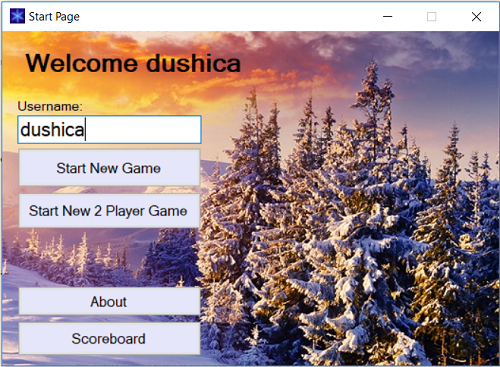 Start Page
Welcome dushica
Username:
dushica
Start New Game
Start New 2 Player Game
About
Scoreboard